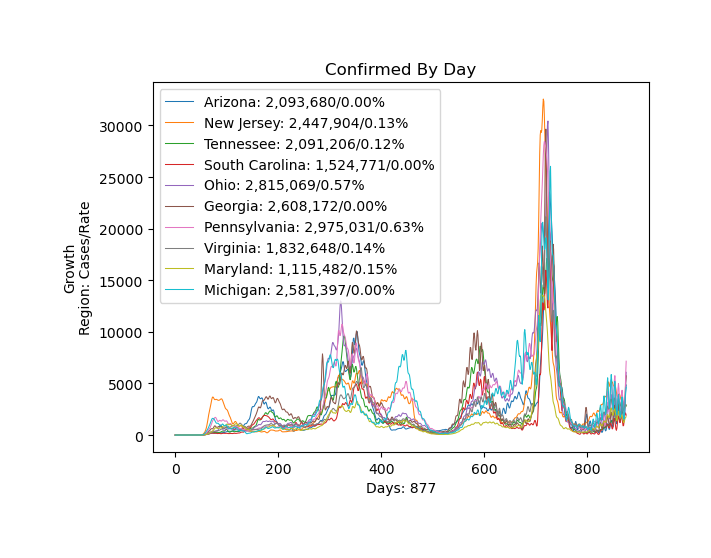 Confirmed By Day
Growth
Region: Cases/Rate
30000
25000
20000
15000
10000
5000
0
Arizona: 2,093,680/0.00%
New Jersey: 2,447,904/0.13%
Tennessee: 2,091,206/0.12%
South Carolina: 1,524,771/0.00%
Ohio: 2,815,069/0.57%
Georgia: 2,608,172/0.00%
Pennsylvania: 2,975,031/0.63%
Virginia: 1,832,648/0.14%
Maryland: 1,115,482/0.15%
Michigan: 2,581,397/0.00%
0 200 400 600 800
Days: 877